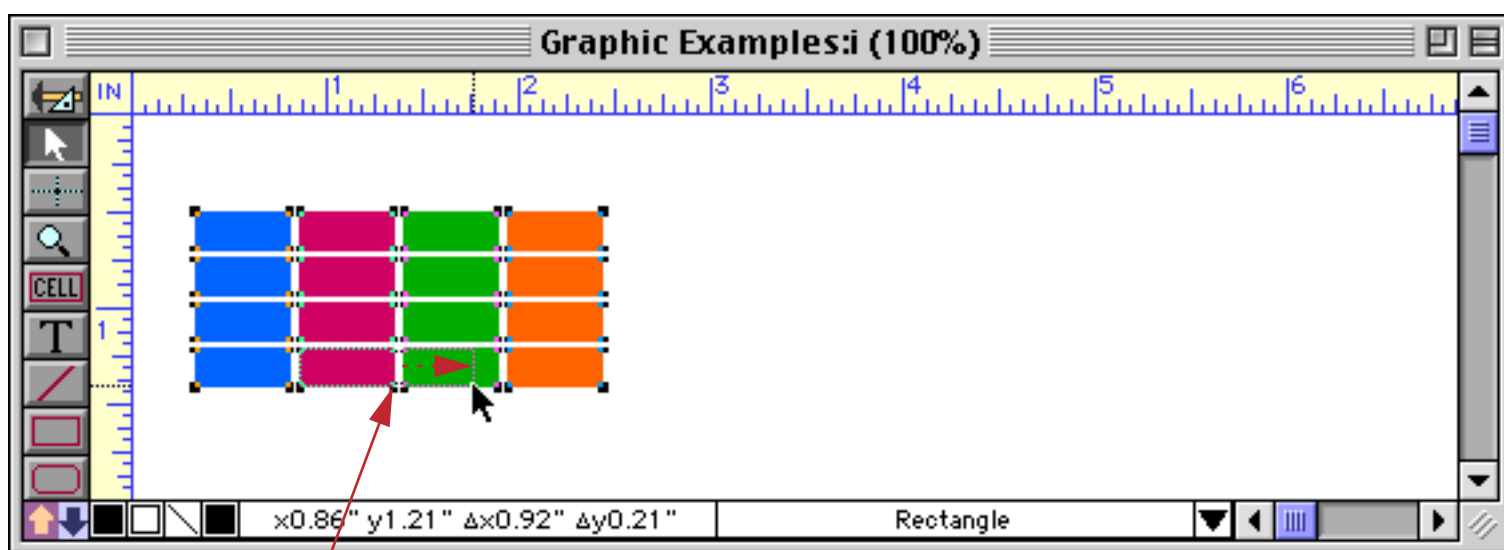 Graphic Examples:i (100%)
IN 1 2 3 4 5 6
CELL
T
1
x0.86" y1.21" Δx0.92" Δy0.21" Rectangle